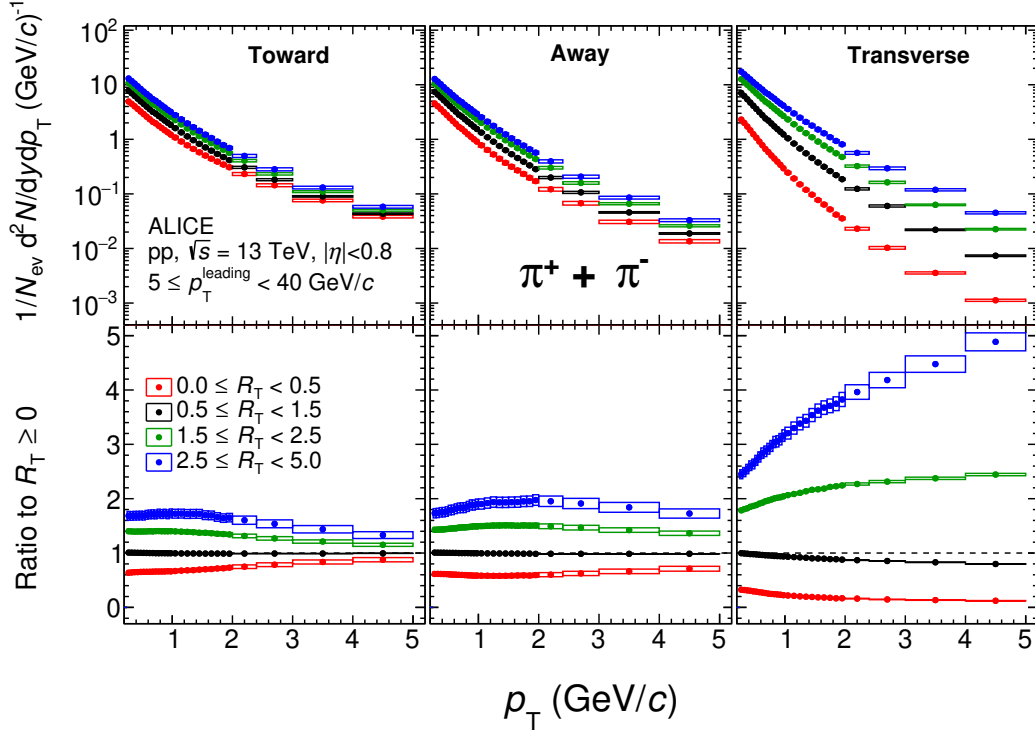 1/N_ev d²N/dydp_T (GeV/c)⁻¹
10²
10
1
10⁻¹
10⁻²
10⁻³
Toward
Away
Transverse
ALICE
pp, √s = 13 TeV, |η|<0.8
5 ≤ p_T^leading < 40 GeV/c
π⁺ + π⁻
Ratio to R_T ≥ 0
5
4
3
2
1
0
0.0 ≤ R_T < 0.5
0.5 ≤ R_T < 1.5
1.5 ≤ R_T < 2.5
2.5 ≤ R_T < 5.0
1 2 3 4 5 1 2 3 4 5 1 2 3 4 5
p_T (GeV/c)